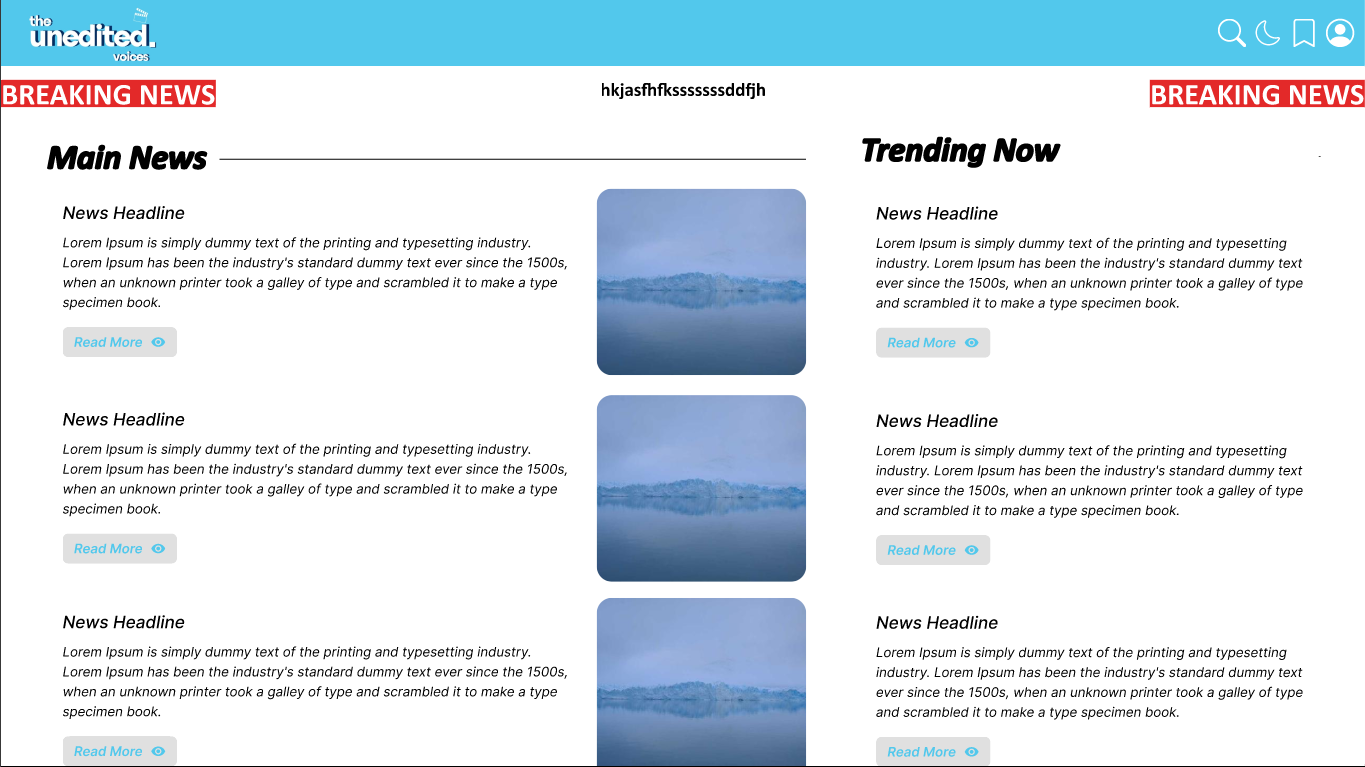 the
unedited.
voices
BREAKING NEWS
hkjasfhfksssssssddfjh
BREAKING NEWS
Main News
News Headline
Lorem Ipsum is simply dummy text of the printing and typesetting industry.
Lorem Ipsum has been the industry's standard dummy text ever since the 1500s,
when an unknown printer took a galley of type and scrambled it to make a type
specimen book.
Read More
News Headline
Lorem Ipsum is simply dummy text of the printing and typesetting industry.
Lorem Ipsum has been the industry's standard dummy text ever since the 1500s,
when an unknown printer took a galley of type and scrambled it to make a type
specimen book.
Read More
News Headline
Lorem Ipsum is simply dummy text of the printing and typesetting industry.
Lorem Ipsum has been the industry's standard dummy text ever since the 1500s,
when an unknown printer took a galley of type and scrambled it to make a type
specimen book.
Read More
Trending Now
News Headline
Lorem Ipsum is simply dummy text of the printing and typesetting
industry. Lorem Ipsum has been the industry's standard dummy text
ever since the 1500s, when an unknown printer took a galley of type
and scrambled it to make a type specimen book.
Read More
News Headline
Lorem Ipsum is simply dummy text of the printing and typesetting
industry. Lorem Ipsum has been the industry's standard dummy text
ever since the 1500s, when an unknown printer took a galley of type
and scrambled it to make a type specimen book.
Read More
News Headline
Lorem Ipsum is simply dummy text of the printing and typesetting
industry. Lorem Ipsum has been the industry's standard dummy text
ever since the 1500s, when an unknown printer took a galley of type
and scrambled it to make a type specimen book.
Read More